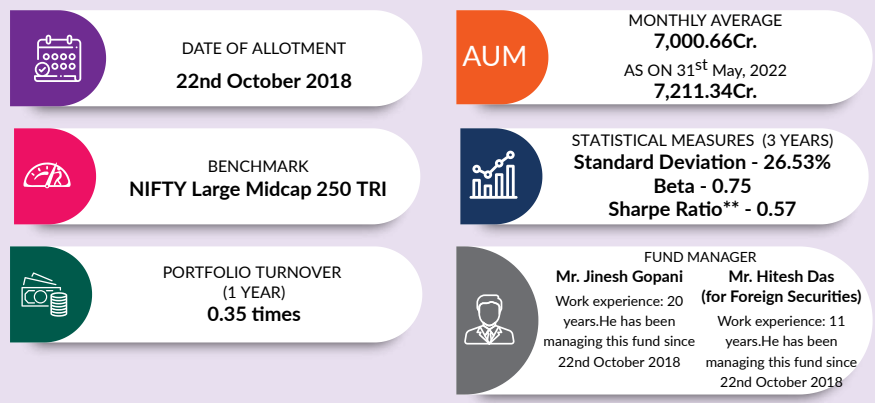 DATE OF ALLOTMENT
22nd October 2018
AUM
MONTHLY AVERAGE
7,000.66Cr.
AS ON 31st May, 2022
7,211.34Cr.
BENCHMARK
NIFTY Large Midcap 250 TRI
STATISTICAL MEASURES (3 YEARS)
Standard Deviation - 26.53%
Beta - 0.75
Sharpe Ratio** - 0.57
PORTFOLIO TURNOVER
(1 YEAR)
0.35 times
FUND MANAGER
Mr. Jinesh Gopani
Work experience: 20
years.He has been
managing this fund since
22nd October 2018
Mr. Hitesh Das
(for Foreign Securities)
Work experience: 11
years.He has been
managing this fund since
22nd October 2018